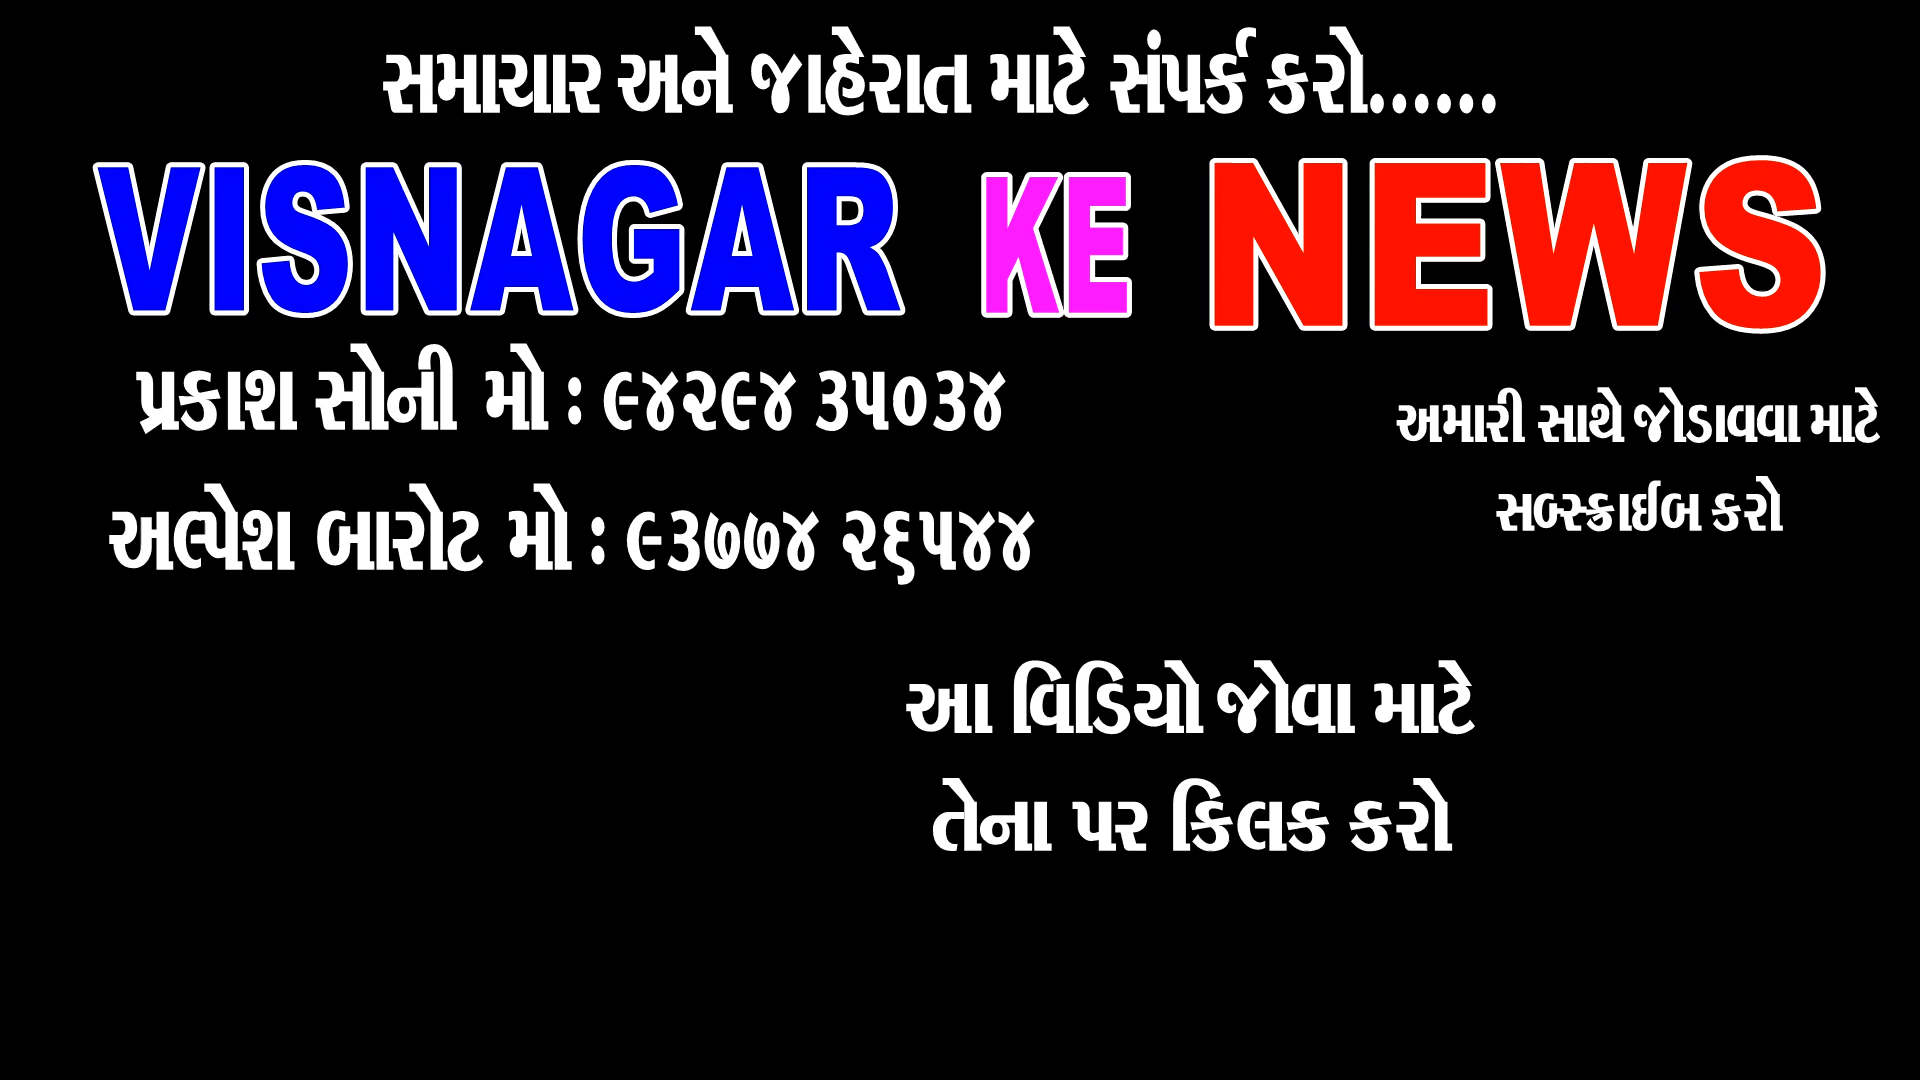 સમાચાર અને જાહેરાત માટે સંપર્ક કરો......
VISNAGAR KE NEWS
પ્રકાશ સોની મો : ૯૪૨૯૪ ૩૫૦૩૪
અલ્પેશ બારોટ મો : ૯૩૭૭૪ ૨૬૫૪૪
અમારી સાથે જોડાવવા માટે
સબ્સ્ક્રાઈબ કરો
આ વિડિયો જોવા માટે
તેના પર કિલક કરો